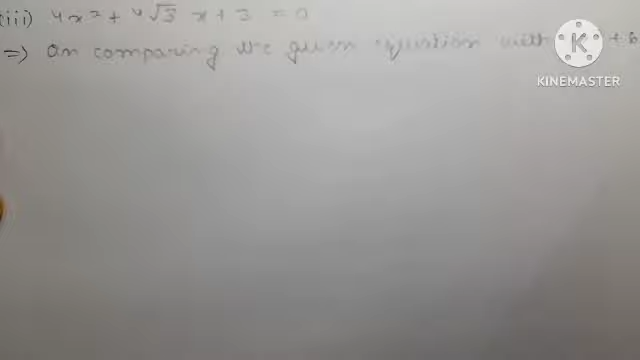 (iii) 4x² + 4√3 x + 3 = 0
=) on comparing the given equation with + b
KINEMASTER